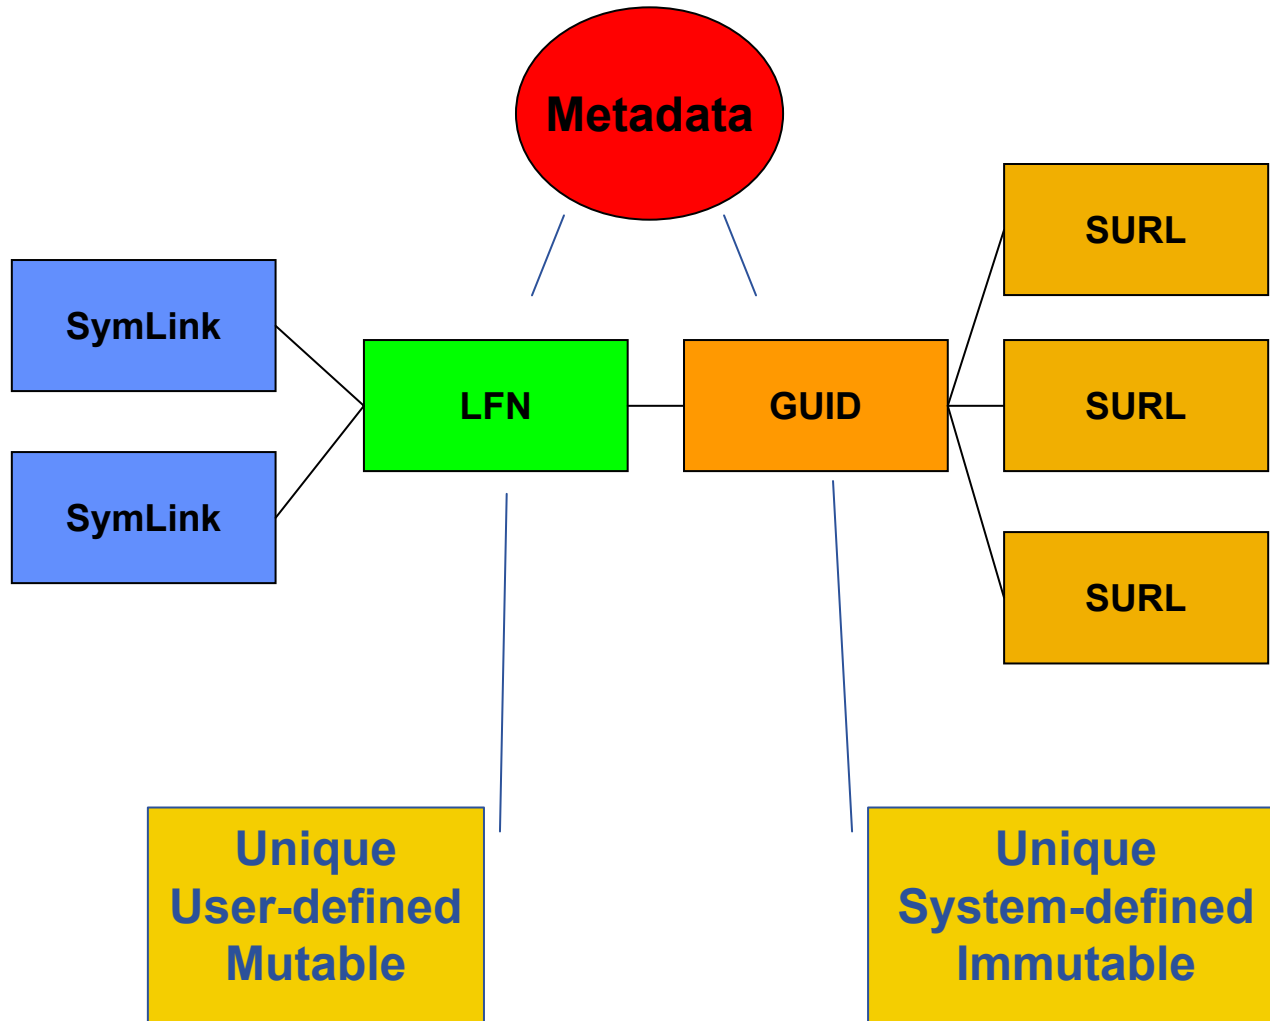 Metadata
SURL
SymLink
LFN
GUID
SURL
SymLink
SURL
Unique
User-defined
Mutable
Unique
System-defined
Immutable